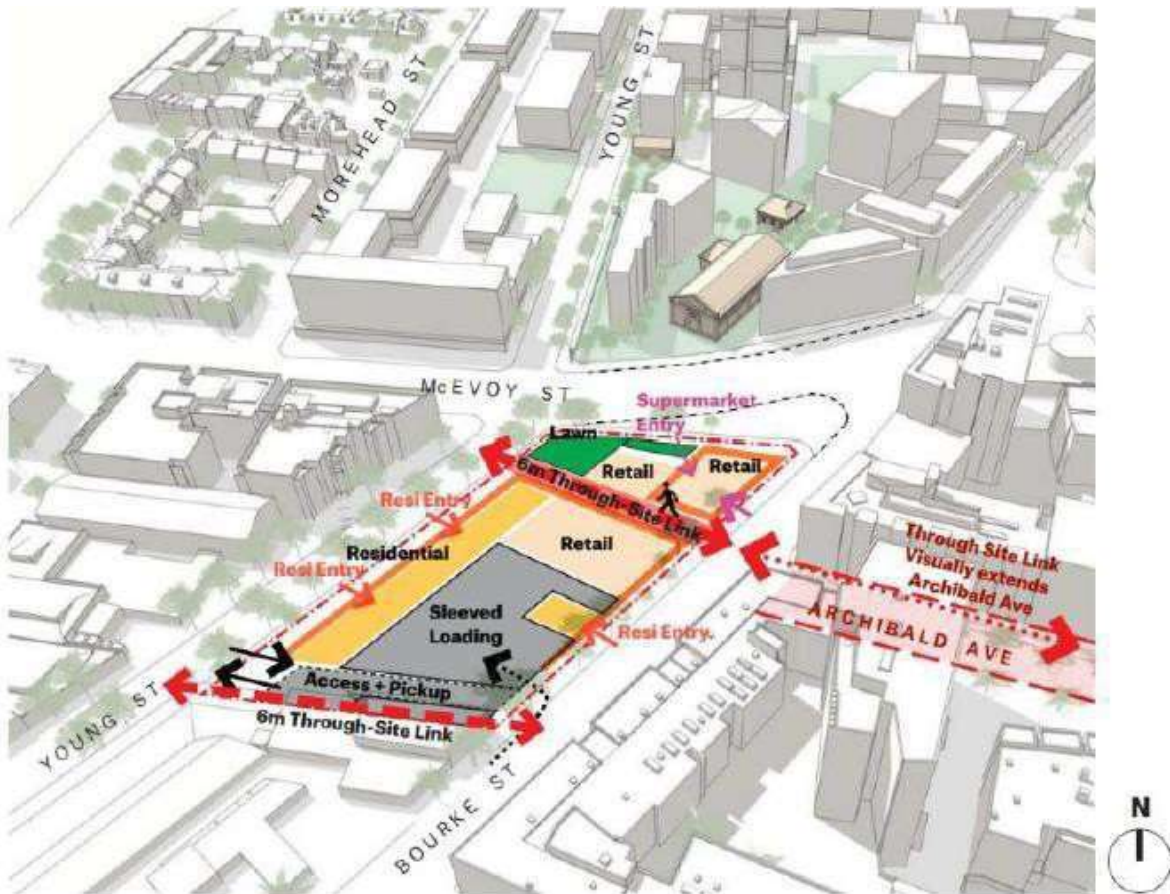 MOREHEAD ST
YOUNG ST
McEVOY ST
Supermarket
Entry
Lawn
Retail
Retail
6m Through-Site Link
Resi Entry
Residential
Retail
Resi Entry
Through Site Link
Visually extends
Archibald Ave
ARCHIBALD AVE
Sleeved
Loading
Resi Entry.
Access + Pickup
6m Through-Site Link
YOUNG ST
BOURKE ST
N